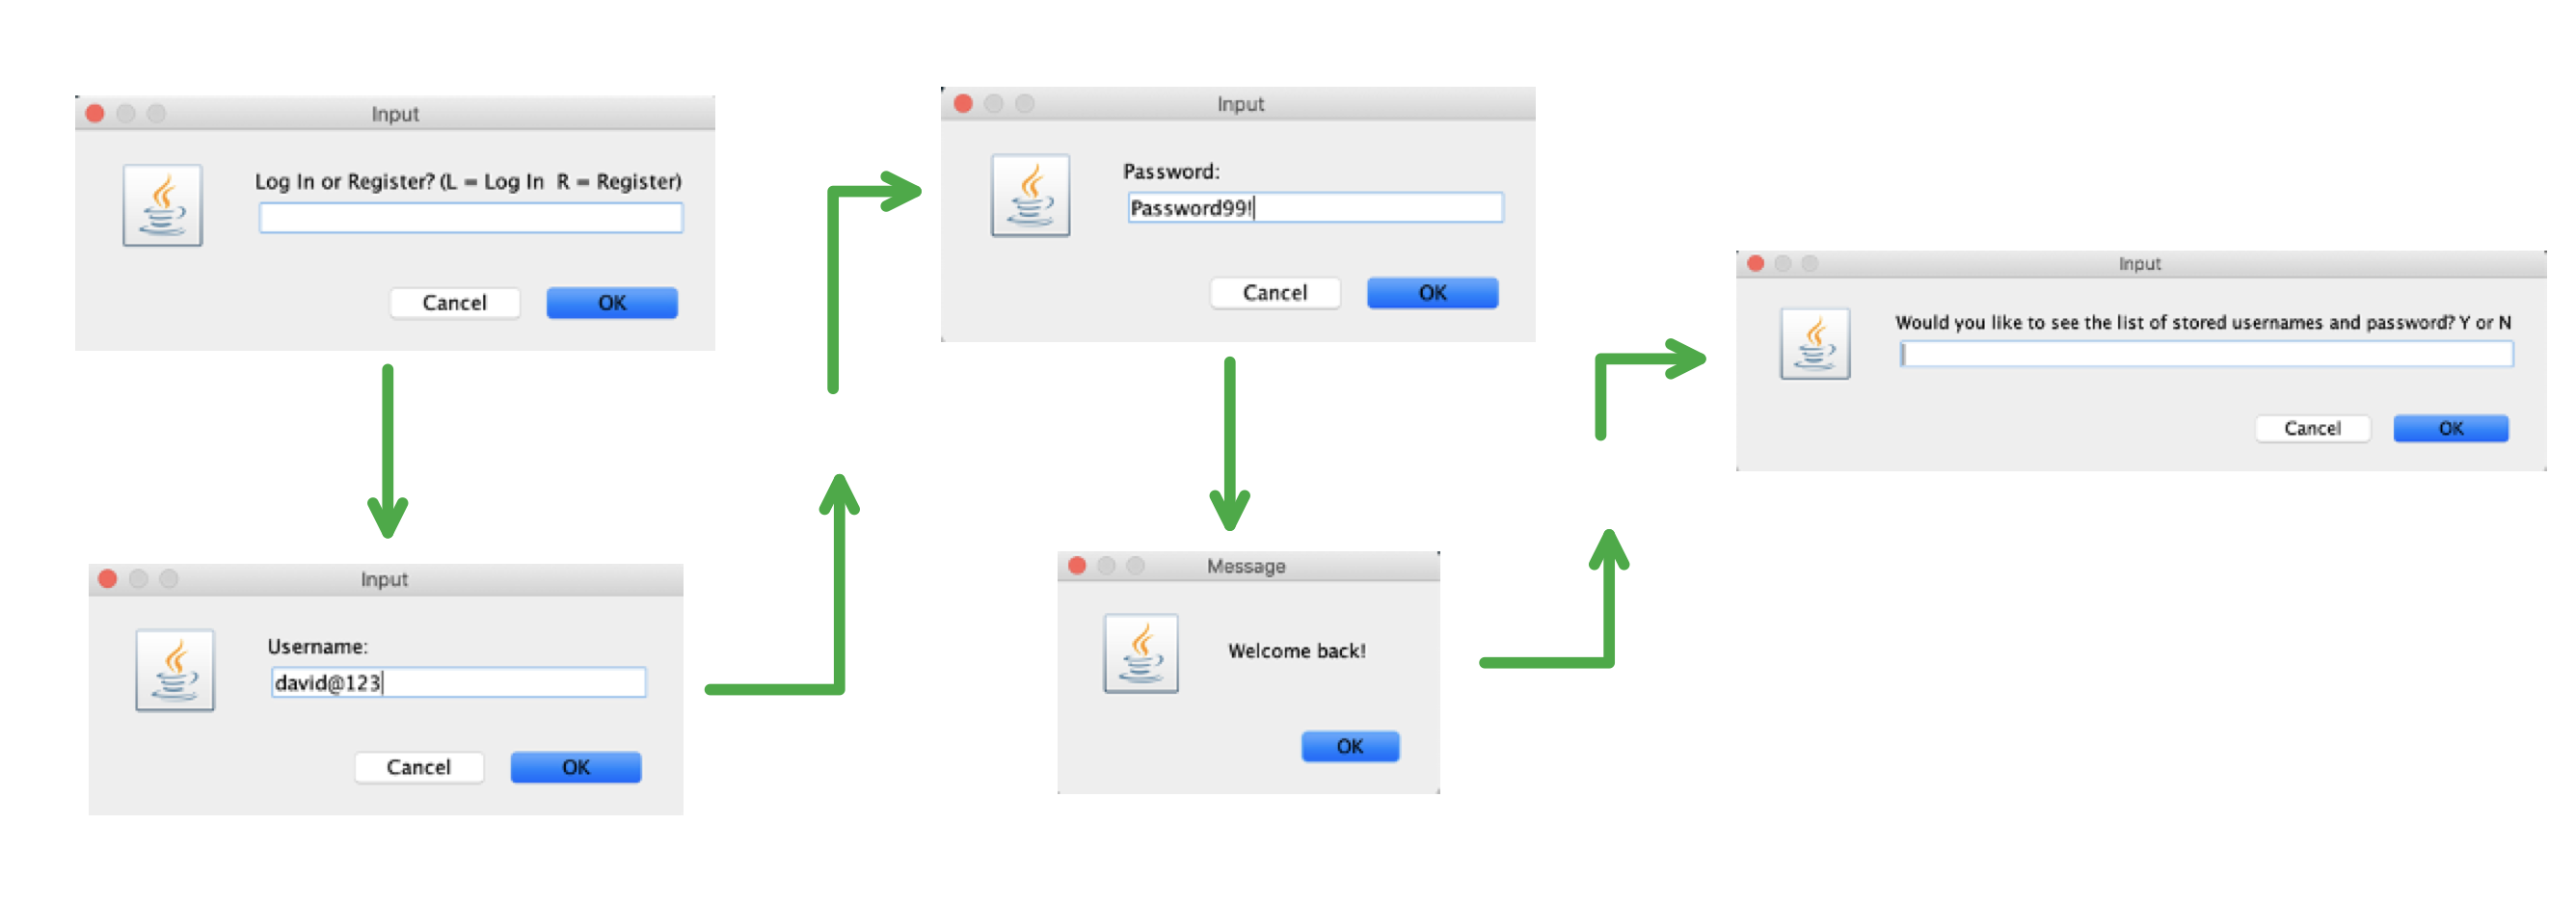 Input
Log In or Register? (L = Log In  R = Register)
Cancel
OK
Input
Username:
david@123
Cancel
OK
Input
Password:
Password99!
Cancel
OK
Message
Welcome back!
OK
Input
Would you like to see the list of stored usernames and password? Y or N
Cancel
OK